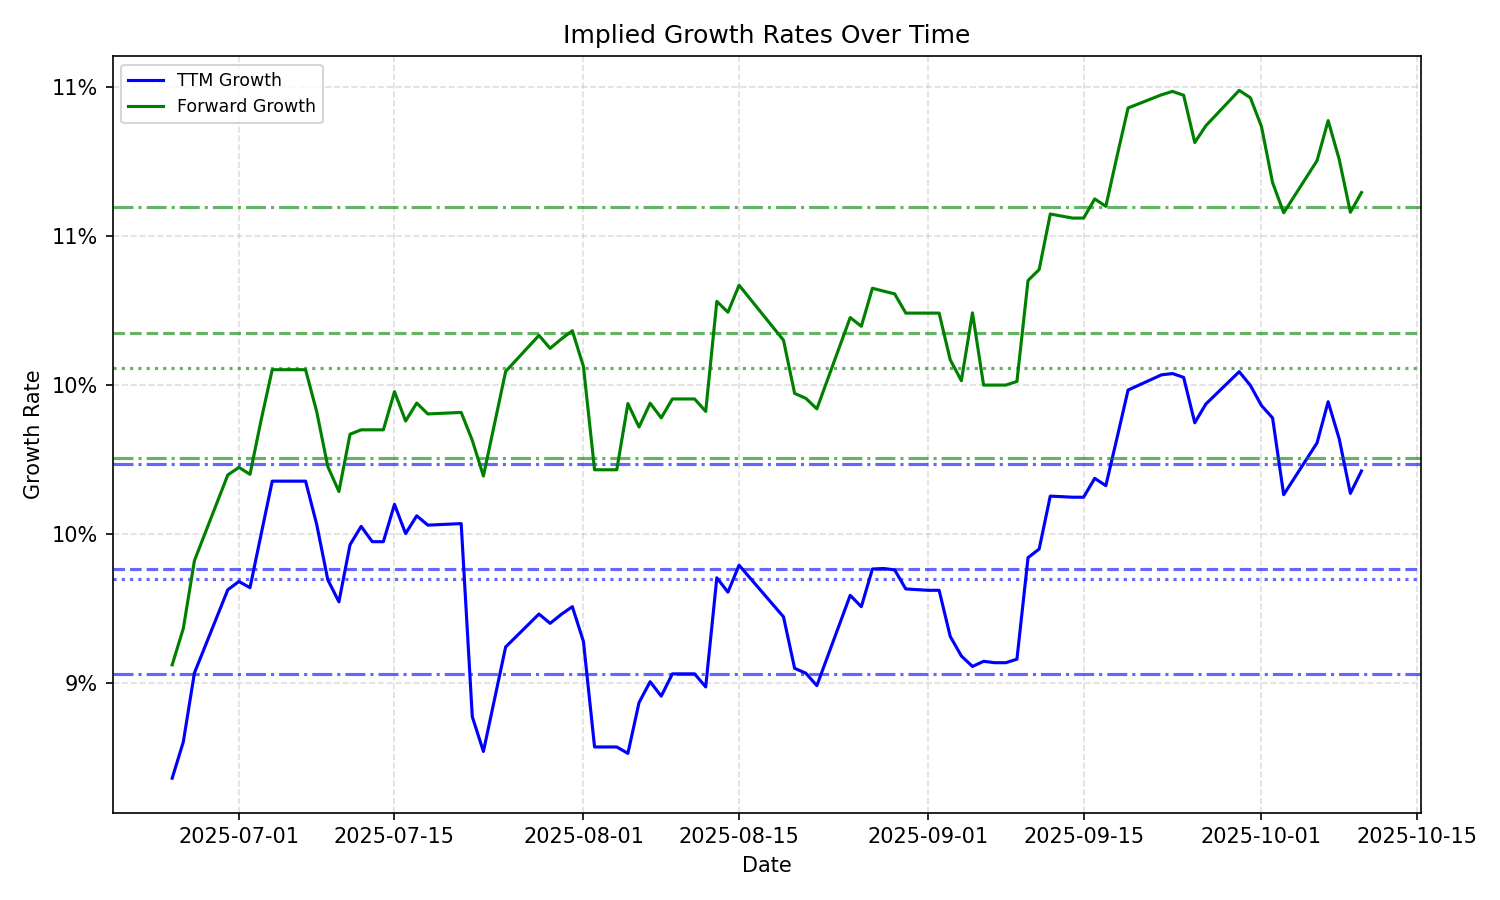 Implied Growth Rates Over Time
TTM Growth
Forward Growth
11%
11%
10%
10%
9%
Growth Rate
2025-07-01
2025-07-15
2025-08-01
2025-08-15
2025-09-01
2025-09-15
2025-10-01
2025-10-15
Date